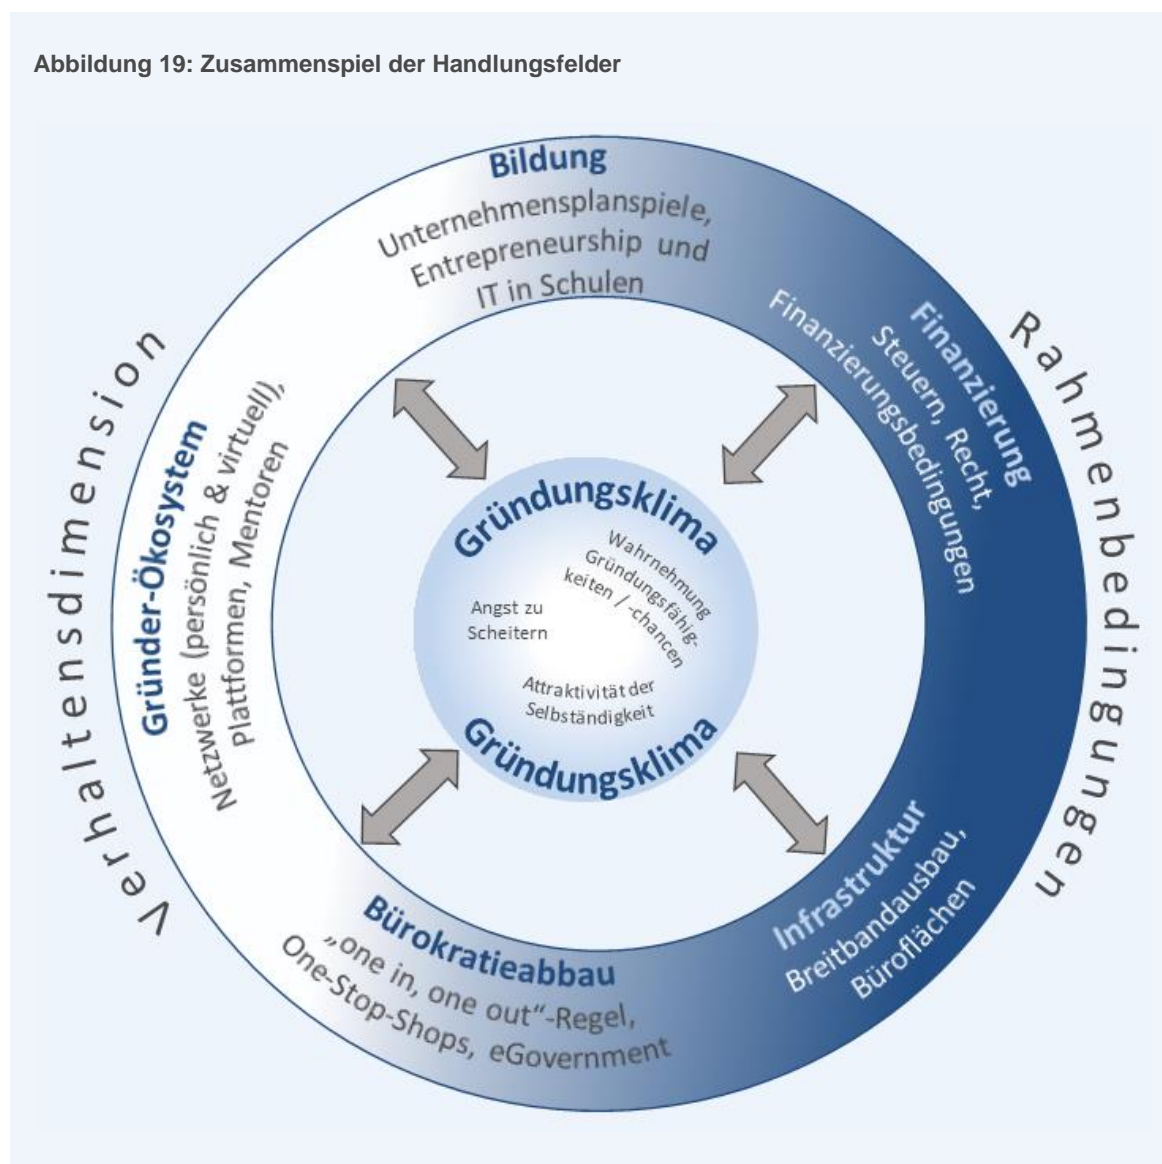 Abbildung 19: Zusammenspiel der Handlungsfelder
Bildung
Unternehmensplanspiele,
Entrepreneurship und
IT in Schulen
Finanzierung
Steuern, Recht,
Finanzierungsbedingungen
Rahmenbedingungen
Verhaltensdimension
Gründer-Ökosystem
Netzwerke (persönlich & virtuell),
Plattformen, Mentoren
Gründungsklima
Wahrnehmung
Gründungsfähig-
keiten / -chancen
Angst zu
Scheitern
Attraktivität der
Selbständigkeit
Gründungsklima
Infrastruktur
Breitbandausbau,
Büroflächen
Bürokratieabbau
„one in, one out“-Regel,
One-Stop-Shops, eGovernment